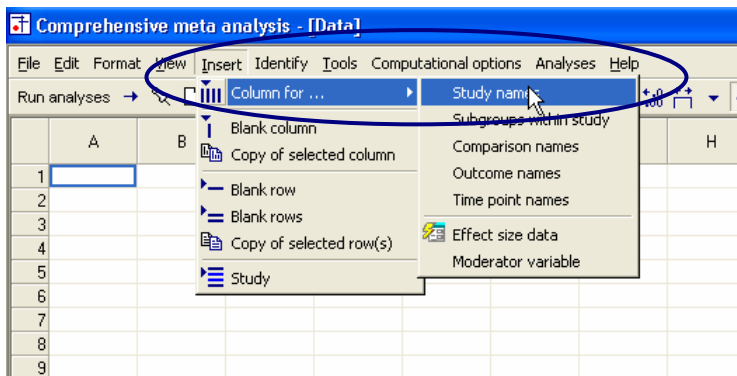 Comprehensive meta analysis - [Data]
File Edit Format View Insert Identify Tools Computational options Analyses Help
Run analyses
Column for ...
Study names
Blank column
Subgroups within study
Copy of selected column
Comparison names
Outcome names
Blank row
Time point names
Blank rows
Copy of selected row(s)
Effect size data
Moderator variable
Study
A B H
1
2
3
4
5
6
7
8
9